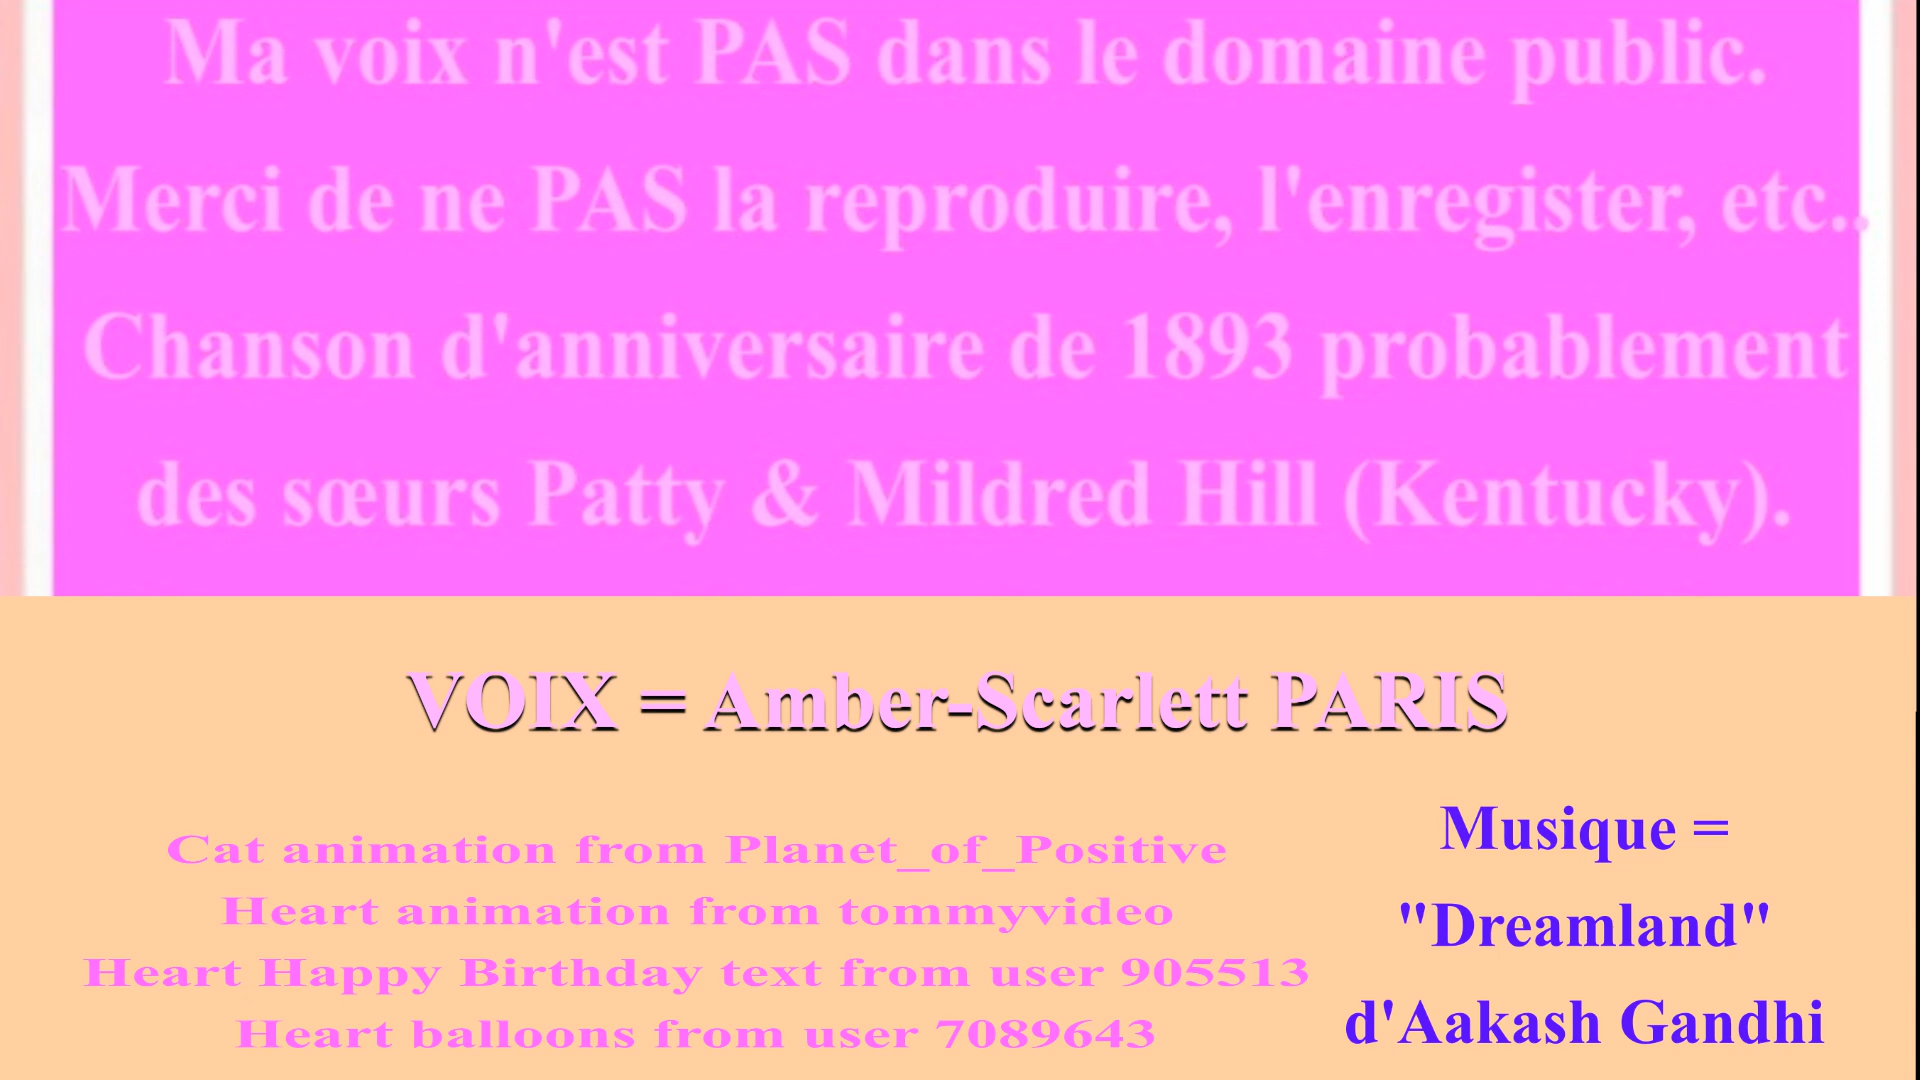 Ma voix n'est PAS dans le domaine public.
Merci de ne PAS la reproduire, l'enregister, etc..
Chanson d'anniversaire de 1893 probablement
des sœurs Patty & Mildred Hill (Kentucky).
VOIX = Amber-Scarlett PARIS
Cat animation from Planet_of_Positive
Heart animation from tommyvideo
Heart Happy Birthday text from user 905513
Heart balloons from user 7089643
Musique =
"Dreamland"
d'Aakash Gandhi